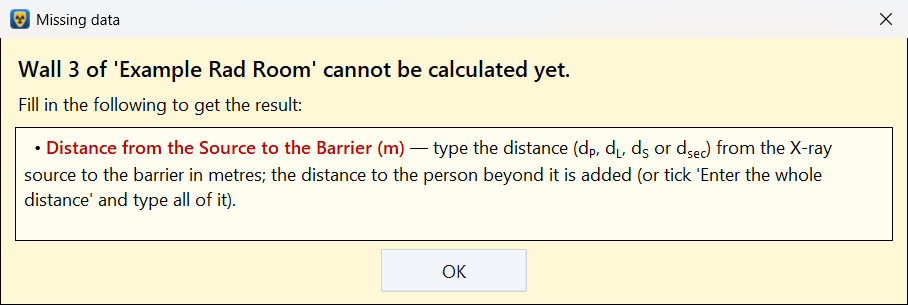 Missing data
Wall 3 of 'Example Rad Room' cannot be calculated yet.
Fill in the following to get the result:
• Distance from the Source to the Barrier (m) — type the distance (dP, dL, dS or dsec) from the X-ray
source to the barrier in metres; the distance to the person beyond it is added (or tick 'Enter the whole
distance' and type all of it).
OK